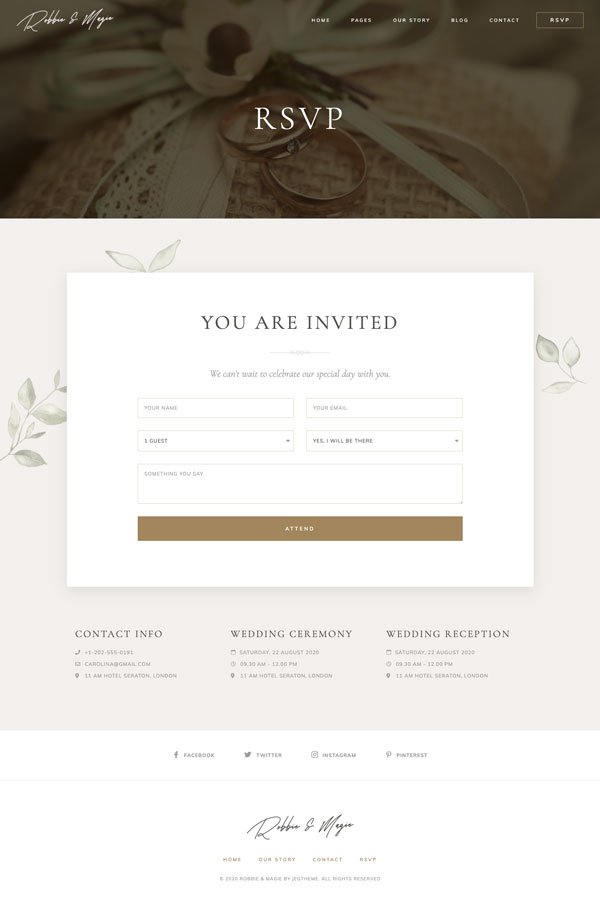 Robbie & Magie
HOME PAGES OUR STORY BLOG CONTACT RSVP
RSVP
YOU ARE INVITED
We can't wait to celebrate our special day with you.
YOUR NAME YOUR EMAIL
1 GUEST YES, I WILL BE THERE
SOMETHING YOU SAY
ATTEND
CONTACT INFO
+1-202-555-0191
CAROLINA@GMAIL.COM
11 AM HOTEL SERATON, LONDON
WEDDING CEREMONY
SATURDAY, 22 AUGUST 2020
09.30 AM - 12.00 PM
11 AM HOTEL SERATON, LONDON
WEDDING RECEPTION
SATURDAY, 22 AUGUST 2020
09.30 AM - 12.00 PM
11 AM HOTEL SERATON, LONDON
FACEBOOK TWITTER INSTAGRAM PINTEREST
Robbie & Magie
HOME OUR STORY CONTACT RSVP
© 2020 ROBBIE & MAGIE BY JEGTHEME. ALL RIGHTS RESERVED